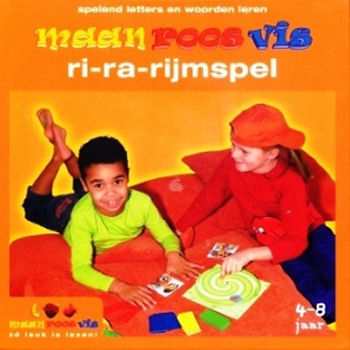 spelend letters en woorden leren
maan roos vis
ri-ra-rijmspel
4-8
jaar
maan roos vis
zó leuk is lezen!